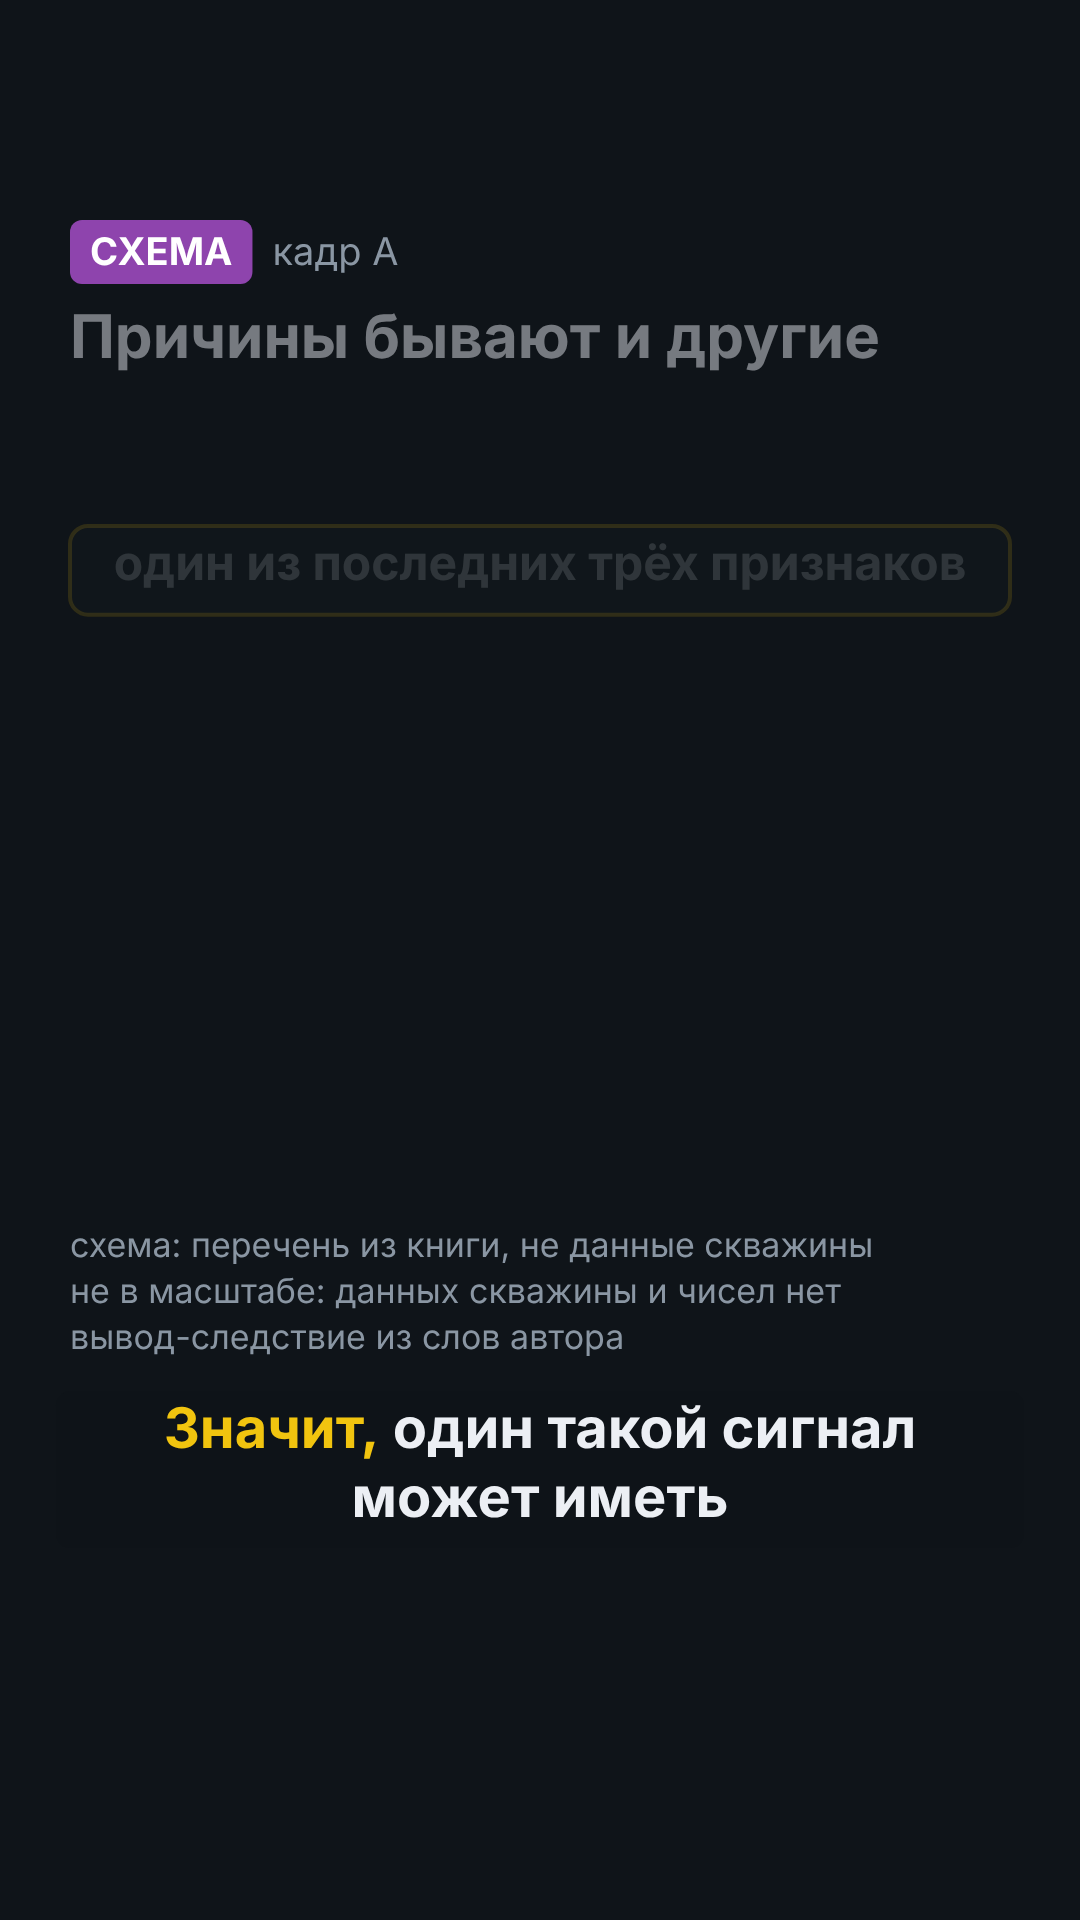 СХЕМА кадр А
Причины бывают и другие
один из последних трёх признаков
схема: перечень из книги, не данные скважины
не в масштабе: данных скважины и чисел нет
вывод-следствие из слов автора
Значит, один такой сигнал
может иметь